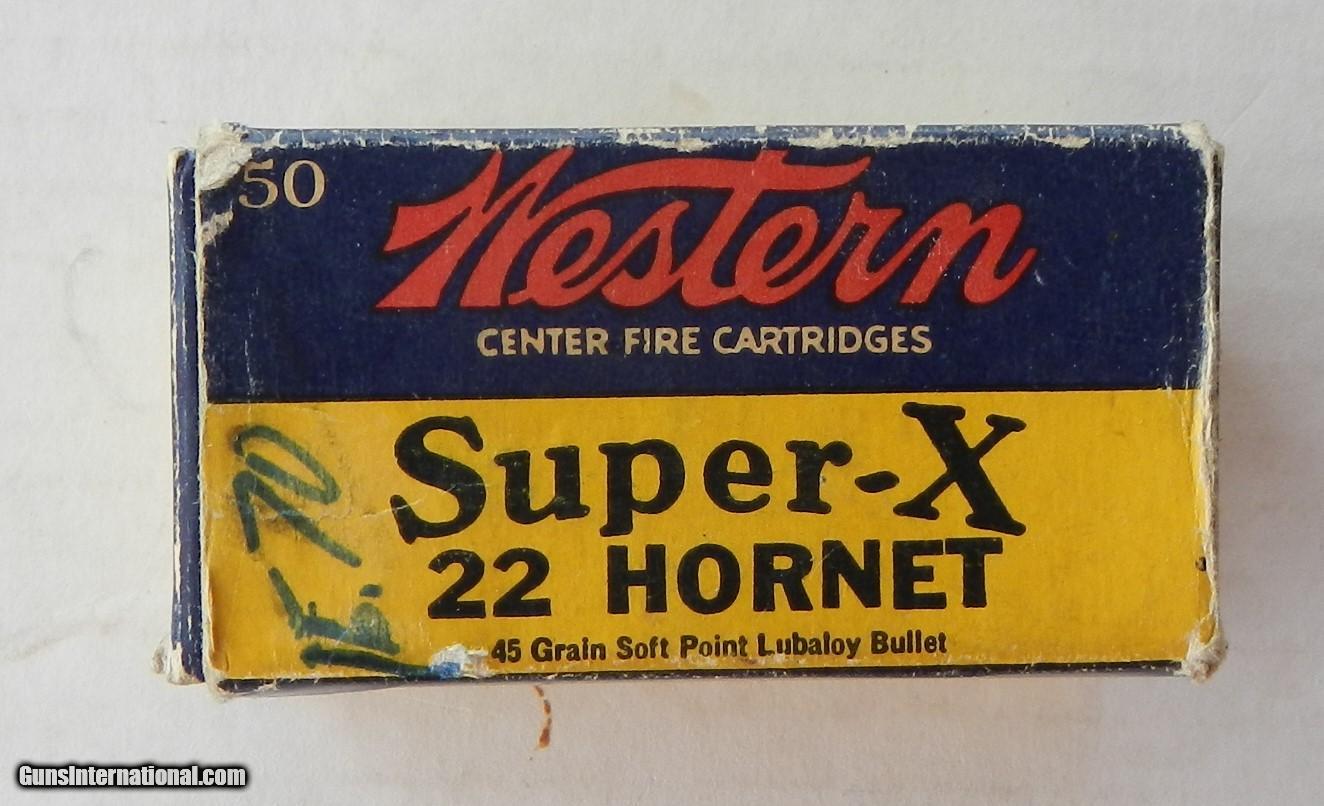 50
Western
CENTER FIRE CARTRIDGES
Super-X
22 HORNET
45 Grain Soft Point Lubaloy Bullet
GunsInternational.com